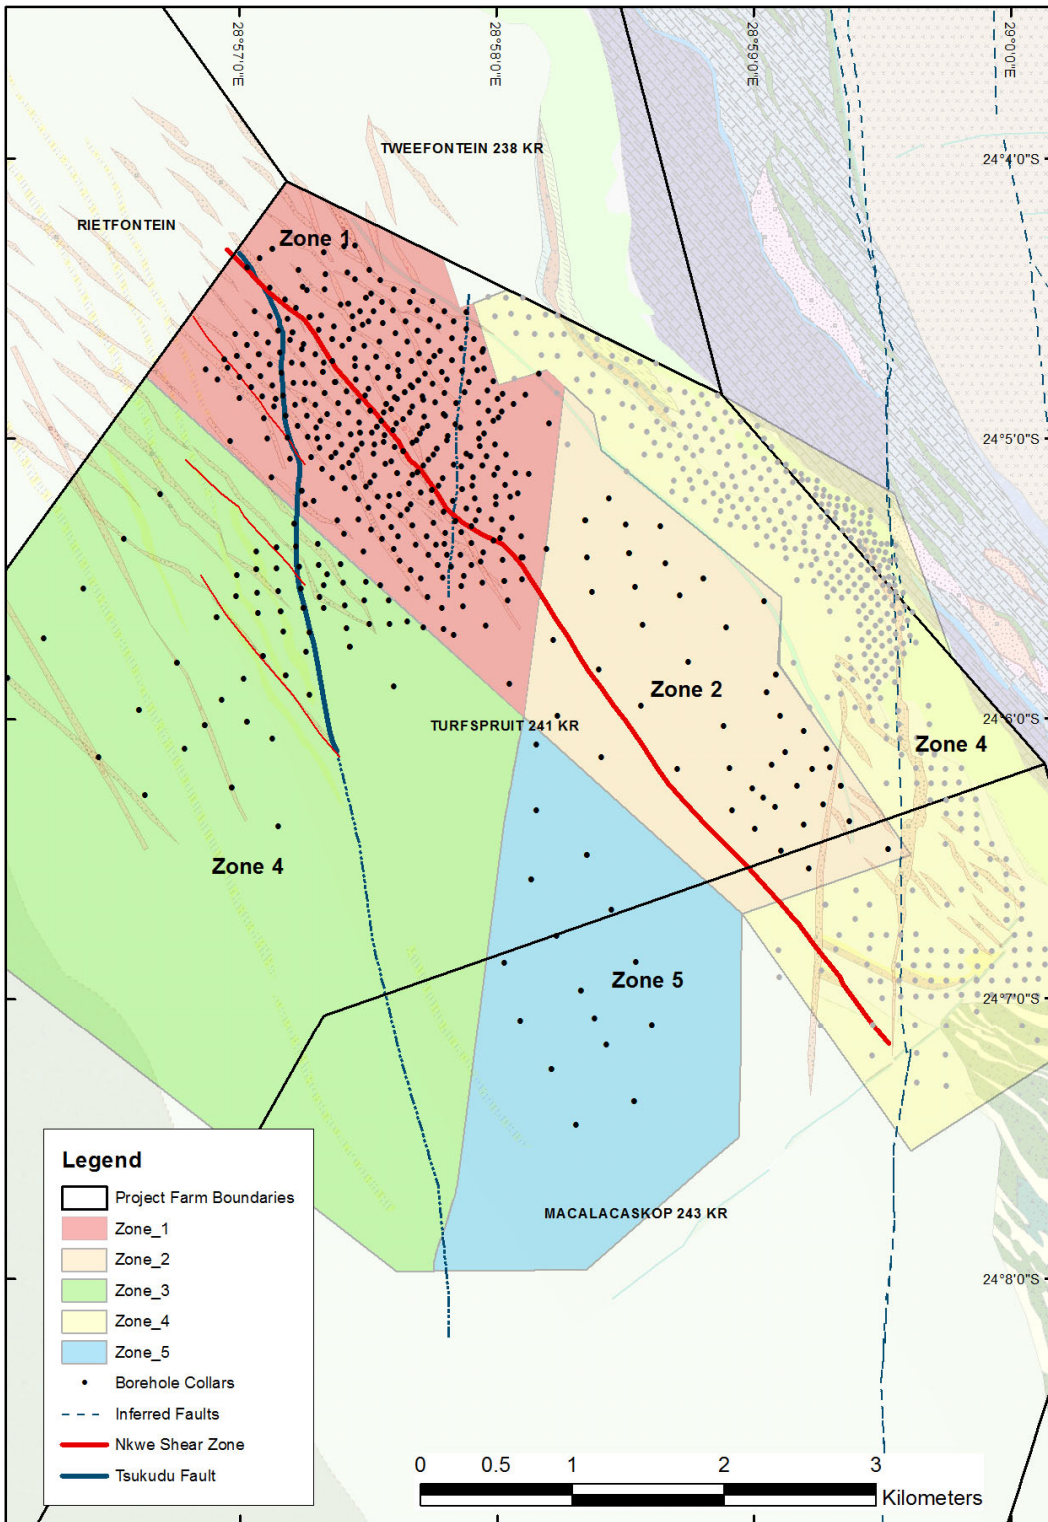 28°57'0"E
28°58'0"E
28°59'0"E
29°0'0"E
TWEEFONTEIN 238 KR
24°4'0"S
RIETFONTEIN
Zone 1
24°5'0"S
Zone 2
24°6'0"S
TURFSPRUIT 241 KR
Zone 4
Zone 4
Zone 5
24°7'0"S
MACALACASKOP 243 KR
24°8'0"S
Legend
Project Farm Boundaries
Zone_1
Zone_2
Zone_3
Zone_4
Zone_5
Borehole Collars
Inferred Faults
Nkwe Shear Zone
Tsukudu Fault
0 0.5 1 2 3
Kilometers